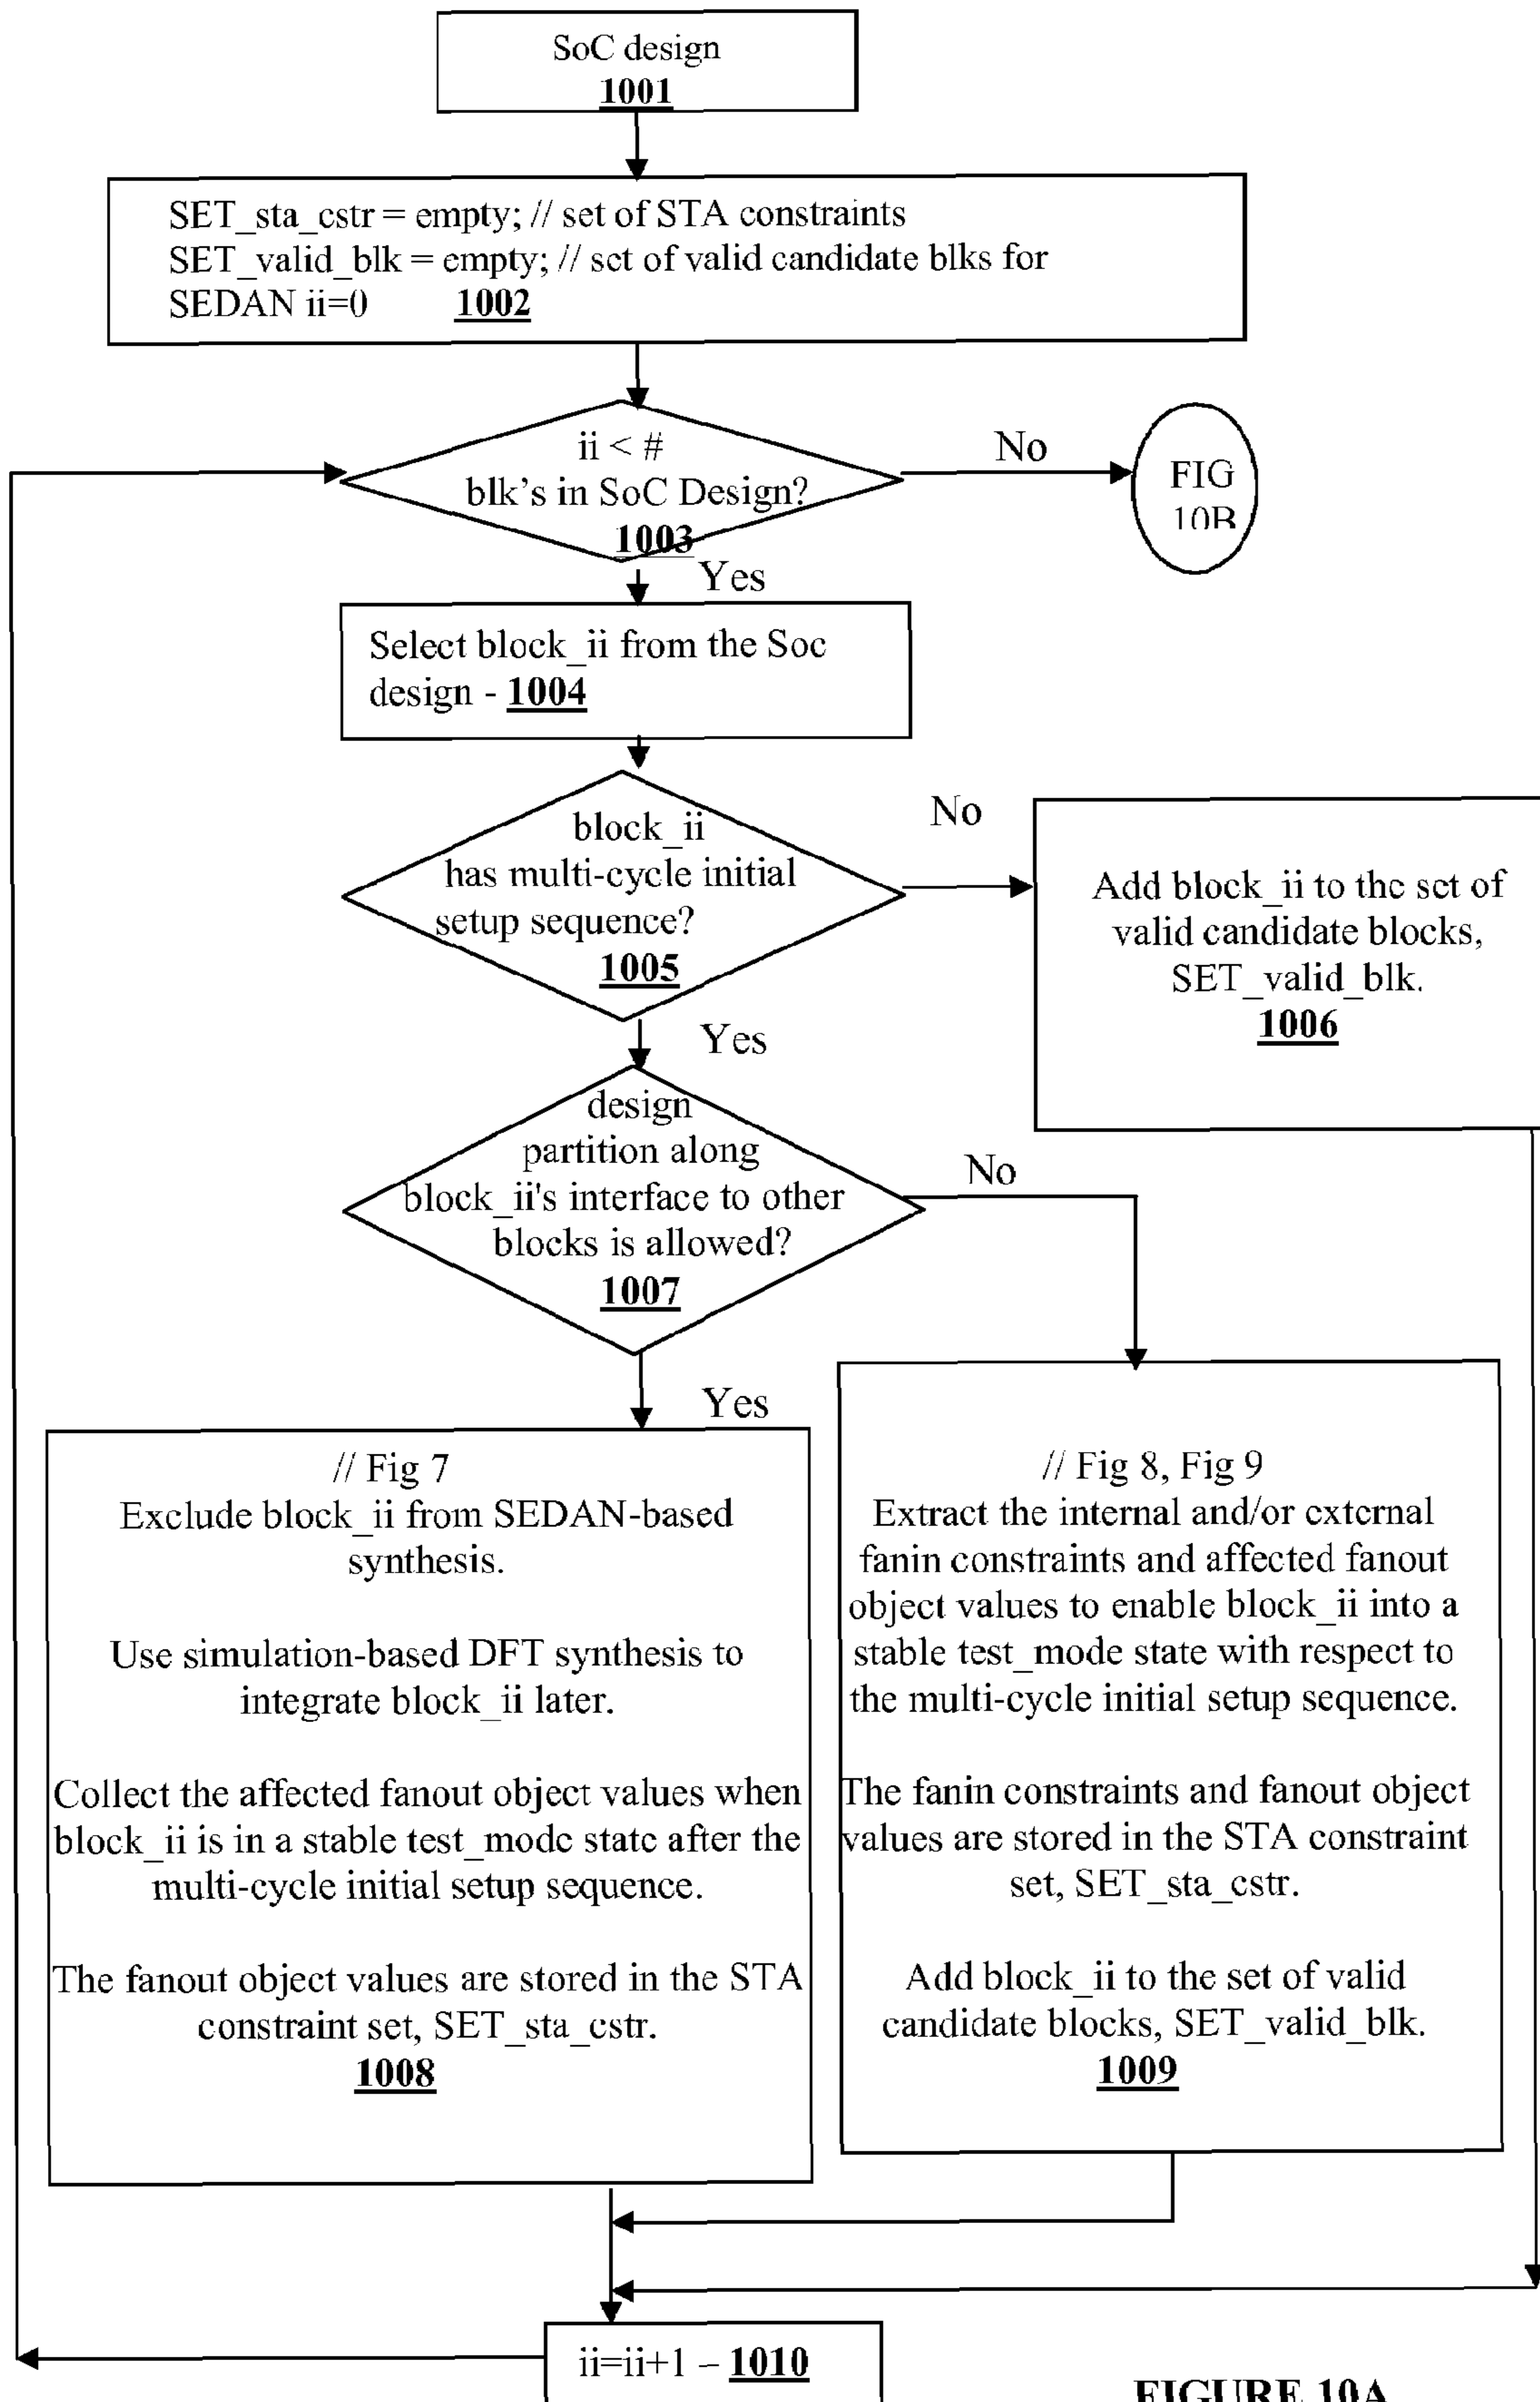 SoC design
1001
SET_sta_cstr = empty; // set of STA constraints
SET_valid_blk = empty; // set of valid candidate blks for
SEDAN ii=0 1002
ii < #
blk's in SoC Design?
1003
No
FIG
10B
Yes
Select block_ii from the Soc
design - 1004
block_ii
has multi-cycle initial
setup sequence?
1005
No
Add block_ii to the set of
valid candidate blocks,
SET_valid_blk.
1006
Yes
design
partition along
block_ii's interface to other
blocks is allowed?
1007
No
Yes
// Fig 7
Exclude block_ii from SEDAN-based
synthesis.
Use simulation-based DFT synthesis to
integrate block_ii later.
Collect the affected fanout object values when
block_ii is in a stable test_mode state after the
multi-cycle initial setup sequence.
The fanout object values are stored in the STA
constraint set, SET_sta_cstr.
1008
// Fig 8, Fig 9
Extract the internal and/or external
fanin constraints and affected fanout
object values to enable block_ii into a
stable test_mode state with respect to
the multi-cycle initial setup sequence.
The fanin constraints and fanout object
values are stored in the STA constraint
set, SET_sta_cstr.
Add block_ii to the set of valid
candidate blocks, SET_valid_blk.
1009
ii=ii+1 – 1010
FIGURE 10A